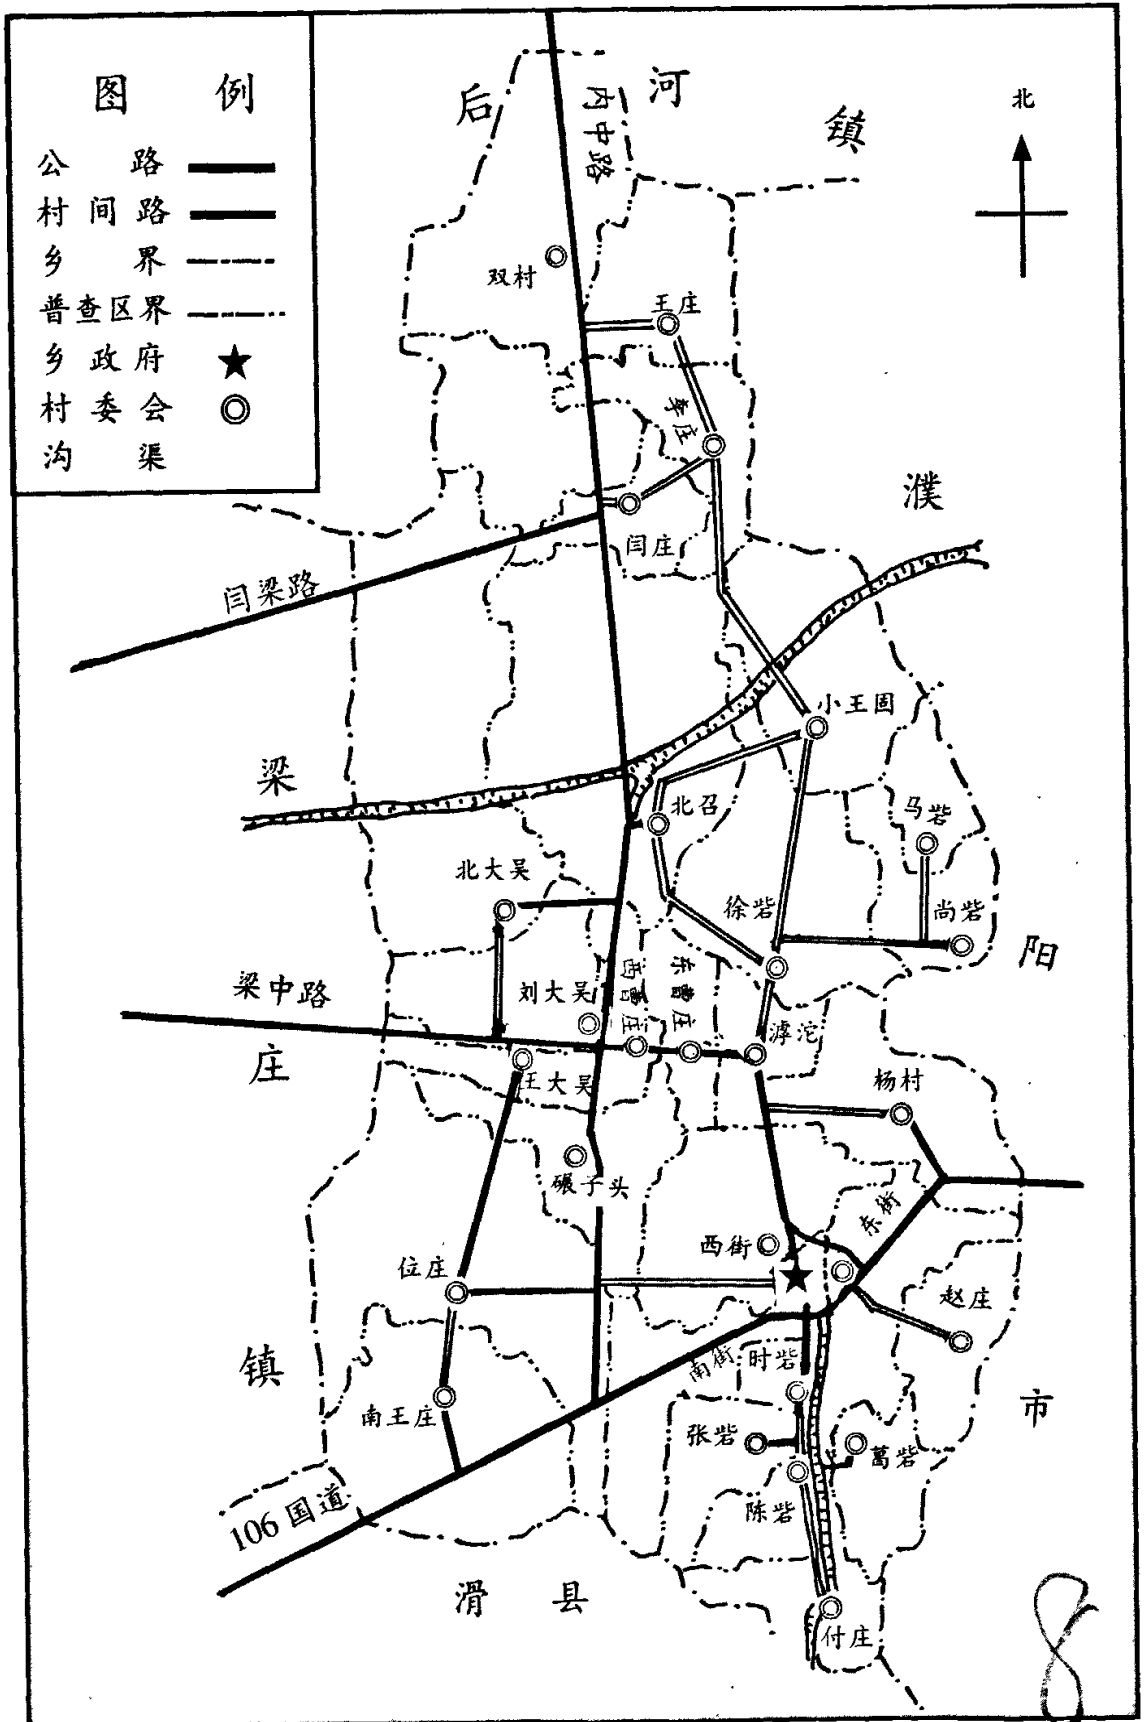 图 例
公 路
村 间 路
乡 界
普查区界
乡 政 府
村 委 会
沟 渠
后 河 镇
内中路
北
双村
王庄
李庄
闫庄
濮
闫梁路
小王固
梁
北召
马砦
北大吴
徐砦
尚砦
阳
梁中路
刘大吴
西雷庄
东雷庄
滹沱
庄
王大吴
杨村
碾子头
东街
西街
位庄
赵庄
镇
南街
时砦
南王庄
市
张砦
葛砦
106国道
陈砦
滑 县
付庄
8